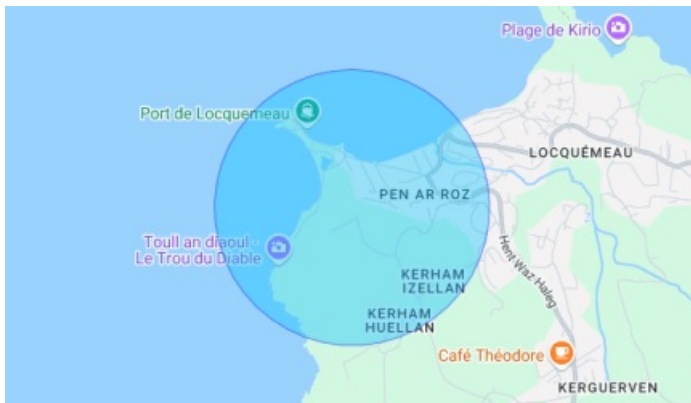 Plage de Kirio
Port de Locquemeau
LOCQUÉMEAU
PEN AR ROZ
Toull an diaoul -
Le Trou du Diable
Hent Waz Haleg
KERHAM
IZELLAN
KERHAM
HUELLAN
Café Théodore
KERGUERVEN